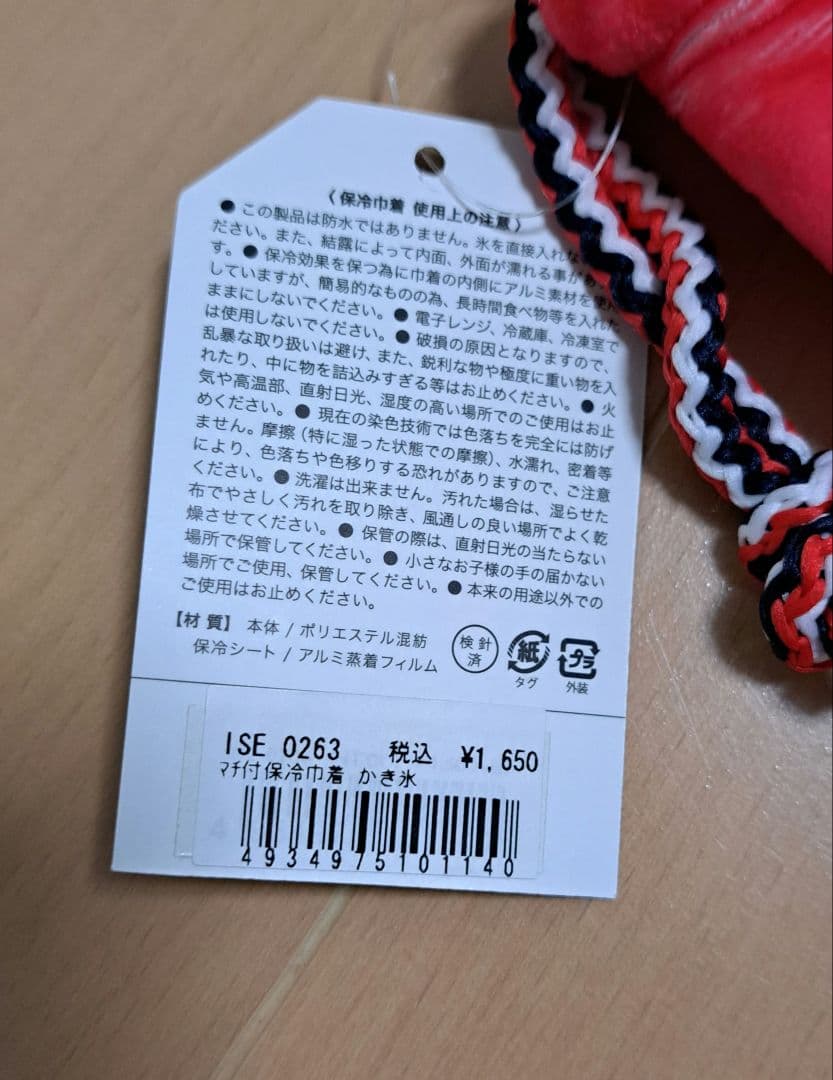 〈保冷巾着 使用上の注意〉
● この製品は防水ではありません。氷を直接入れな
ださい。また、結露によって内面、外面が濡れる事が
す。● 保冷効果を保つ為に巾着の内側にアルミ素材を使
していますが、簡易的なものの為、長時間食べ物等を入れた
ままにしないでください。● 電子レンジ、冷蔵庫、冷凍室で
は使用しないでください。● 破損の原因となりますので、
乱暴な取り扱いは避け、また、鋭利な物や極度に重い物を入
れたり、中に物を詰込みすぎる等はお止めください。● 火
気や高温部、直射日光、湿度の高い場所でのご使用はお止
めください。● 現在の染色技術では色落ちを完全には防げ
ません。摩擦（特に湿った状態での摩擦）、水濡れ、密着等
により、色落ちや色移りする恐れがありますので、ご注意
ください。● 洗濯は出来ません。汚れた場合は、湿らせた
布でやさしく汚れを取り除き、風通しの良い場所でよく乾
燥させてください。● 保管の際は、直射日光の当たらない
場所で保管してください。● 小さなお子様の手の届かない
場所でご使用、保管してください。● 本来の用途以外での
ご使用はお止めください。
【材 質】 本体 / ポリエステル混紡
保冷シート / アルミ蒸着フィルム
検針済
紙
タグ
プラ
外装
ISE 0263 税込 ¥1,650
ﾏﾁ付保冷巾着 かき氷
4934975101140